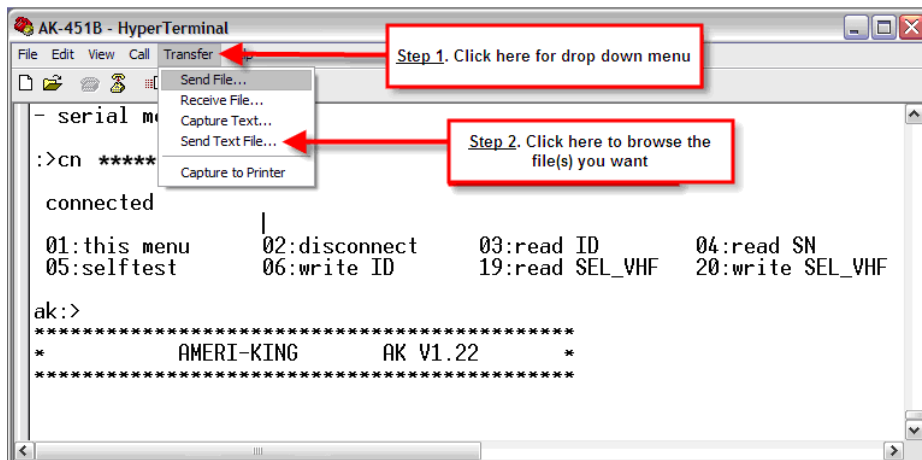 AK-451B - HyperTerminal
File Edit View Call Transfer
Step 1. Click here for drop down menu
Send File...
Receive File...
Capture Text...
Send Text File...
Capture to Printer
Step 2. Click here to browse the
file(s) you want
- serial
:>cn *****
connected
01:this menu 02:disconnect 03:read ID 04:read SN
05:selftest 06:write ID 19:read SEL_VHF 20:write SEL_VHF
ak:>
*********************************************
* AMERI-KING AK V1.22 *
*********************************************